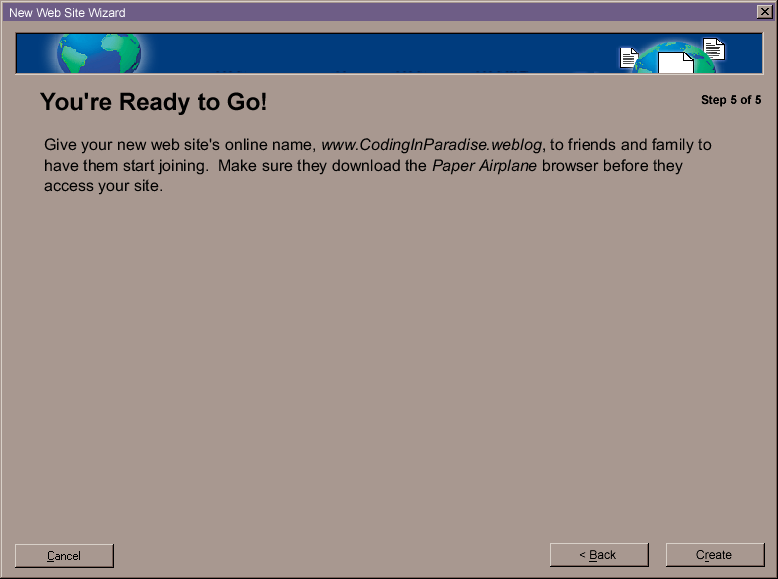 New Web Site Wizard
You're Ready to Go!
Step 5 of 5
Give your new web site's online name, www.CodingInParadise.weblog, to friends and family to
have them start joining.  Make sure they download the Paper Airplane browser before they
access your site.
Cancel
< Back
Create